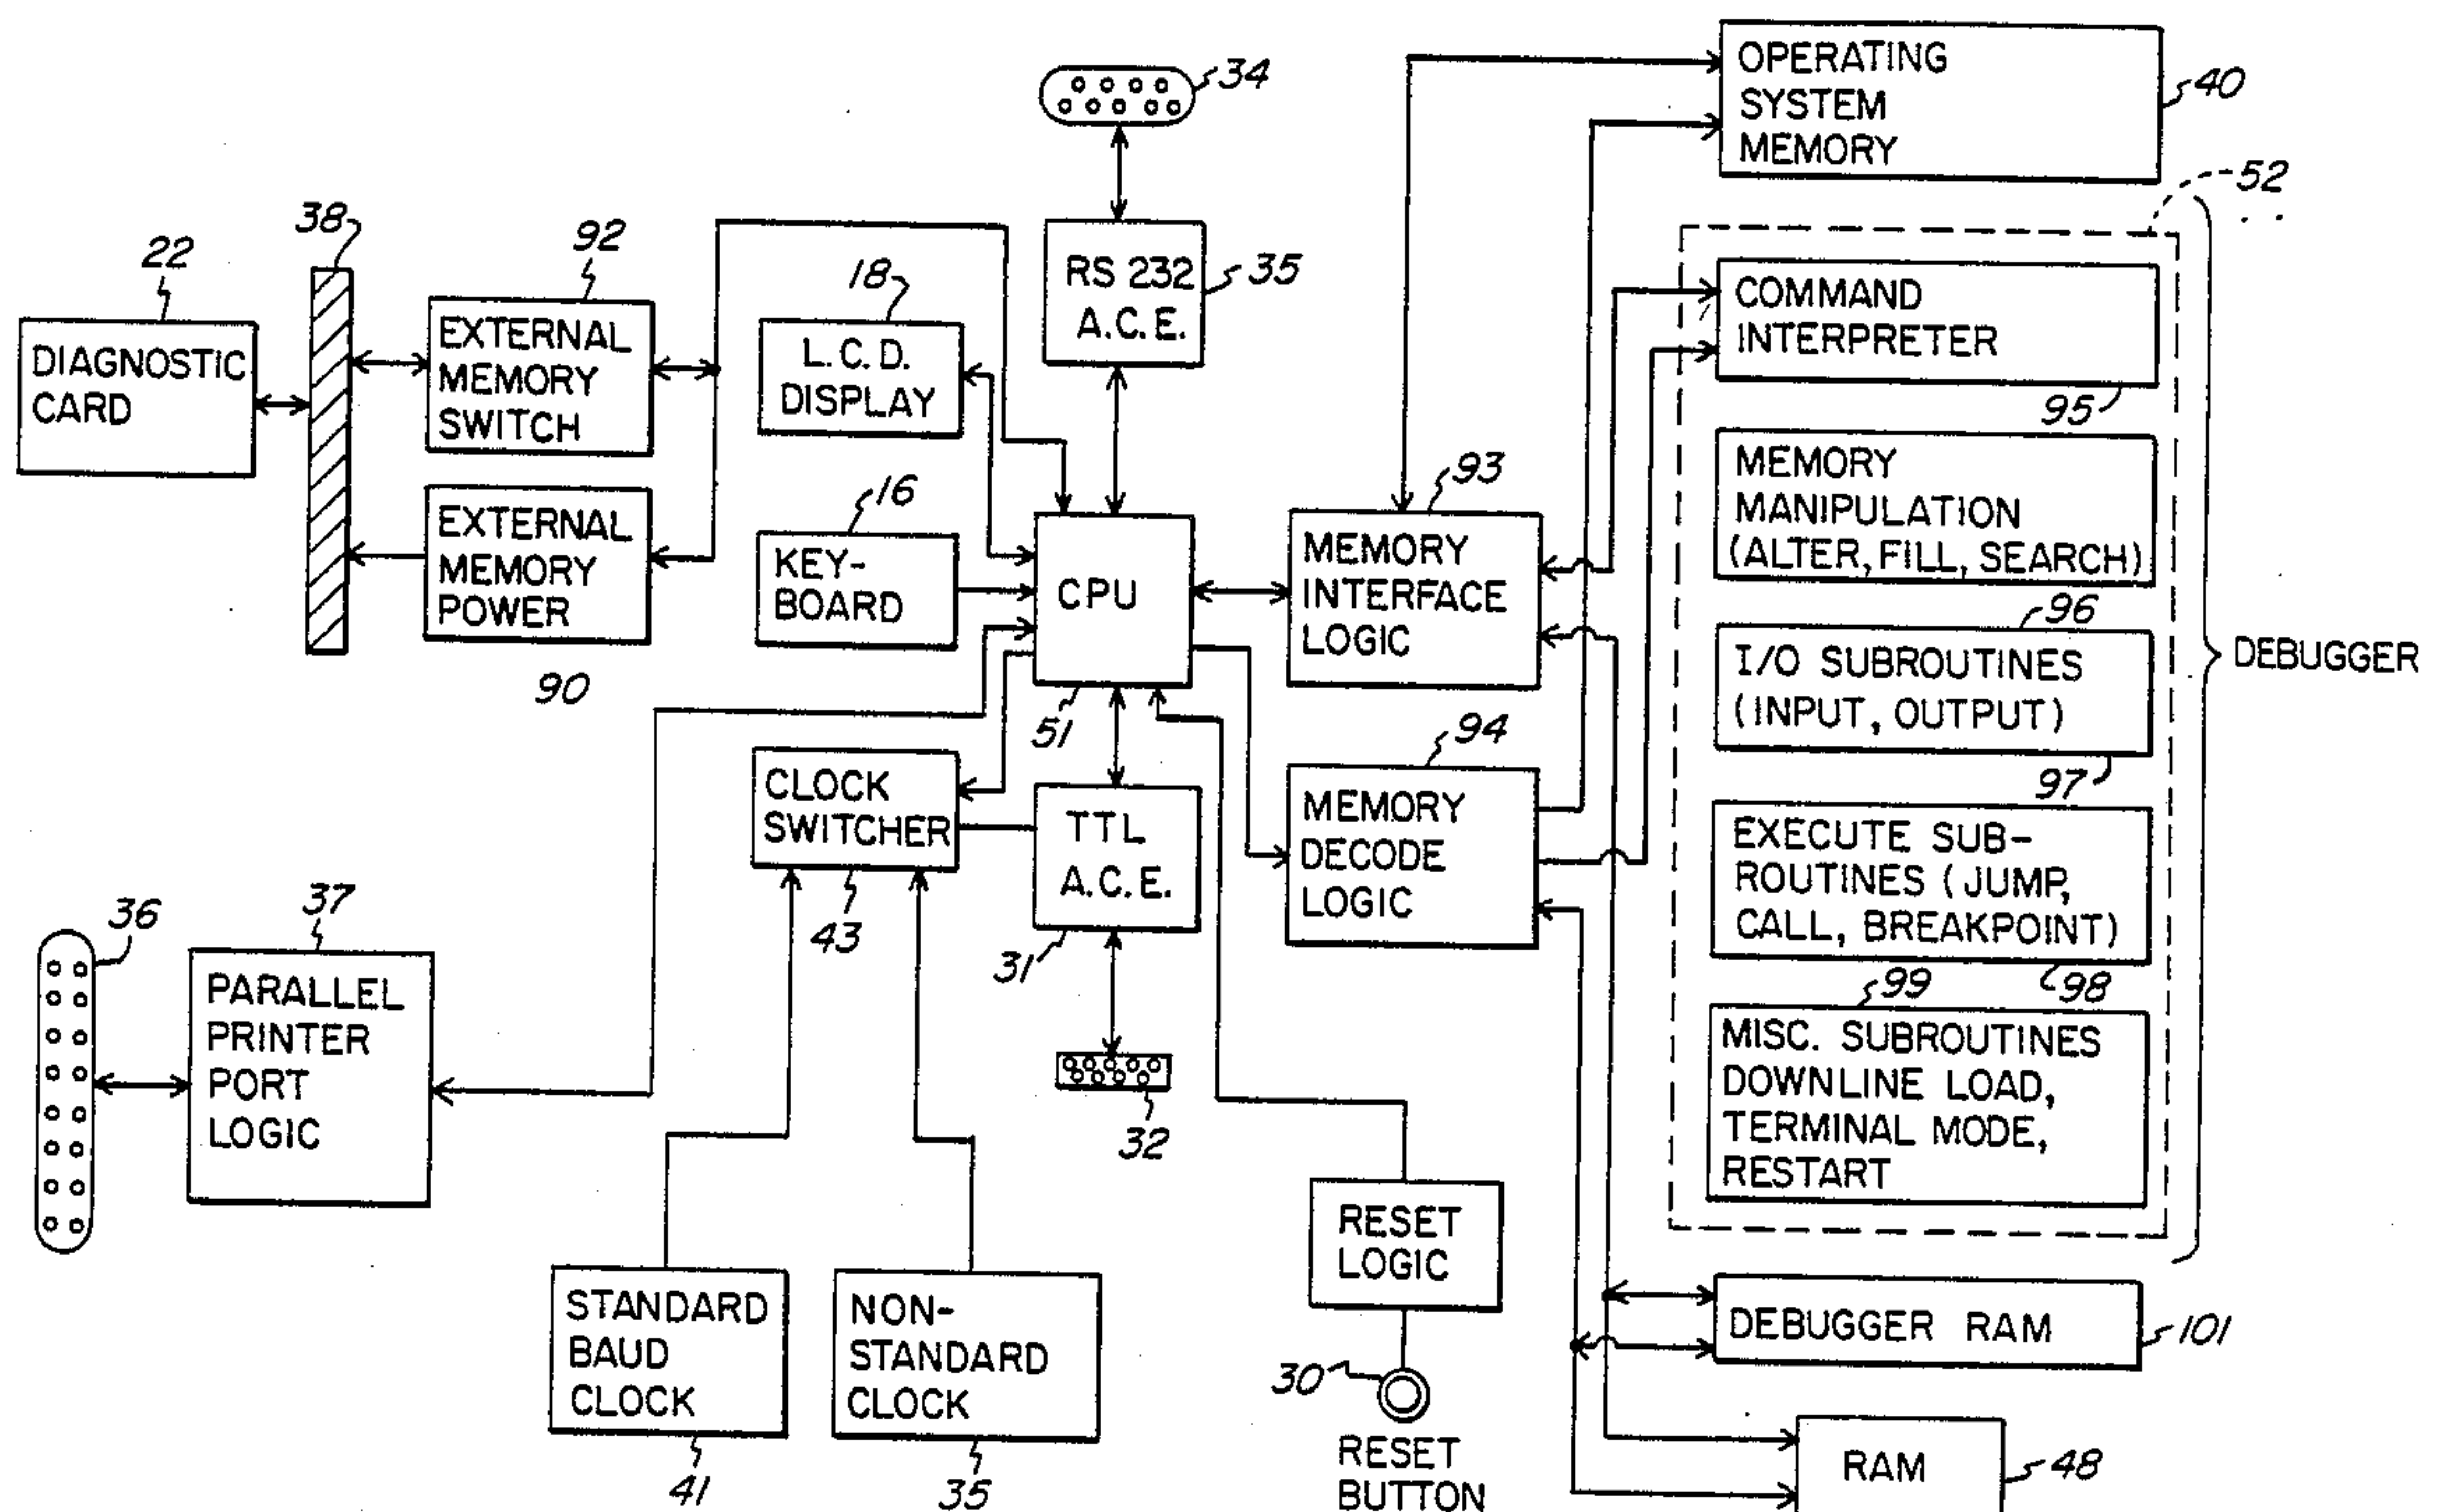 34
OPERATING
SYSTEM
MEMORY
40
52
38
92
22
18
RS 232
A.C.E.
35
DIAGNOSTIC
CARD
EXTERNAL
MEMORY
SWITCH
L.C.D.
DISPLAY
COMMAND
INTERPRETER
95
16
93
EXTERNAL
MEMORY
POWER
90
KEY-
BOARD
CPU
51
MEMORY
INTERFACE
LOGIC
MEMORY
MANIPULATION
(ALTER, FILL, SEARCH)
96
I/O SUBROUTINES
(INPUT, OUTPUT)
97
DEBUGGER
94
CLOCK
SWITCHER
43
TTL
A.C.E.
31
MEMORY
DECODE
LOGIC
EXECUTE SUB-
ROUTINES (JUMP,
CALL, BREAKPOINT)
98
36
37
PARALLEL
PRINTER
PORT
LOGIC
32
99
MISC. SUBROUTINES
DOWNLINE LOAD,
TERMINAL MODE,
RESTART
RESET
LOGIC
STANDARD
BAUD
CLOCK
41
NON-
STANDARD
CLOCK
35
30
RESET
BUTTON
DEBUGGER RAM
101
RAM
48